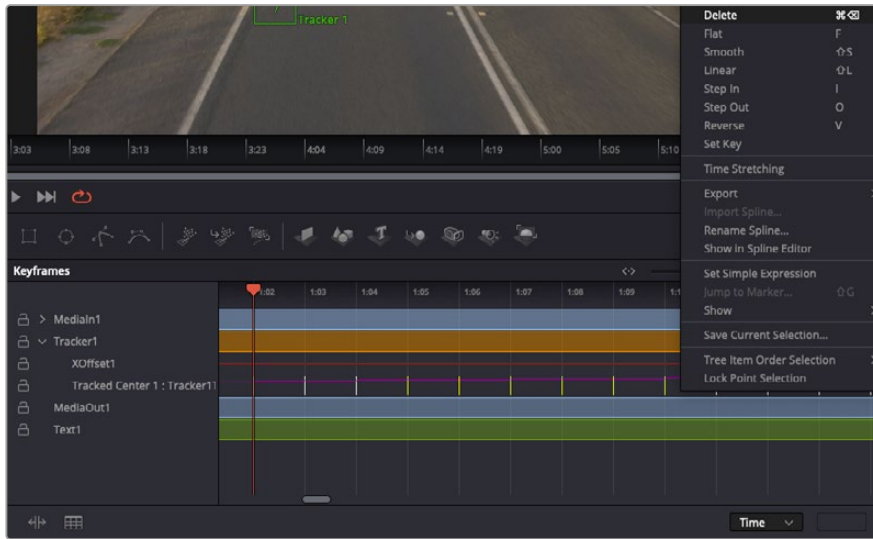 Tracker 1
Delete ⌘⌫
Flat F
Smooth ⇧S
Linear ⇧L
Step In I
Step Out O
Reverse V
Set Key
Time Stretching
Export
Import Spline...
Rename Spline...
Show in Spline Editor
Set Simple Expression
Jump to Marker... ⇧G
Show
Save Current Selection...
Tree Item Order Selection
Lock Point Selection
3:03 3:08 3:13 3:18 3:23 4:04 4:09 4:14 4:19 5:00 5:05 5:10
Keyframes
1:02 1:03 1:04 1:05 1:06 1:07 1:08 1:09
MediaIn1
Tracker1
XOffset1
Tracked Center 1 : Tracker1
MediaOut1
Text1
Time